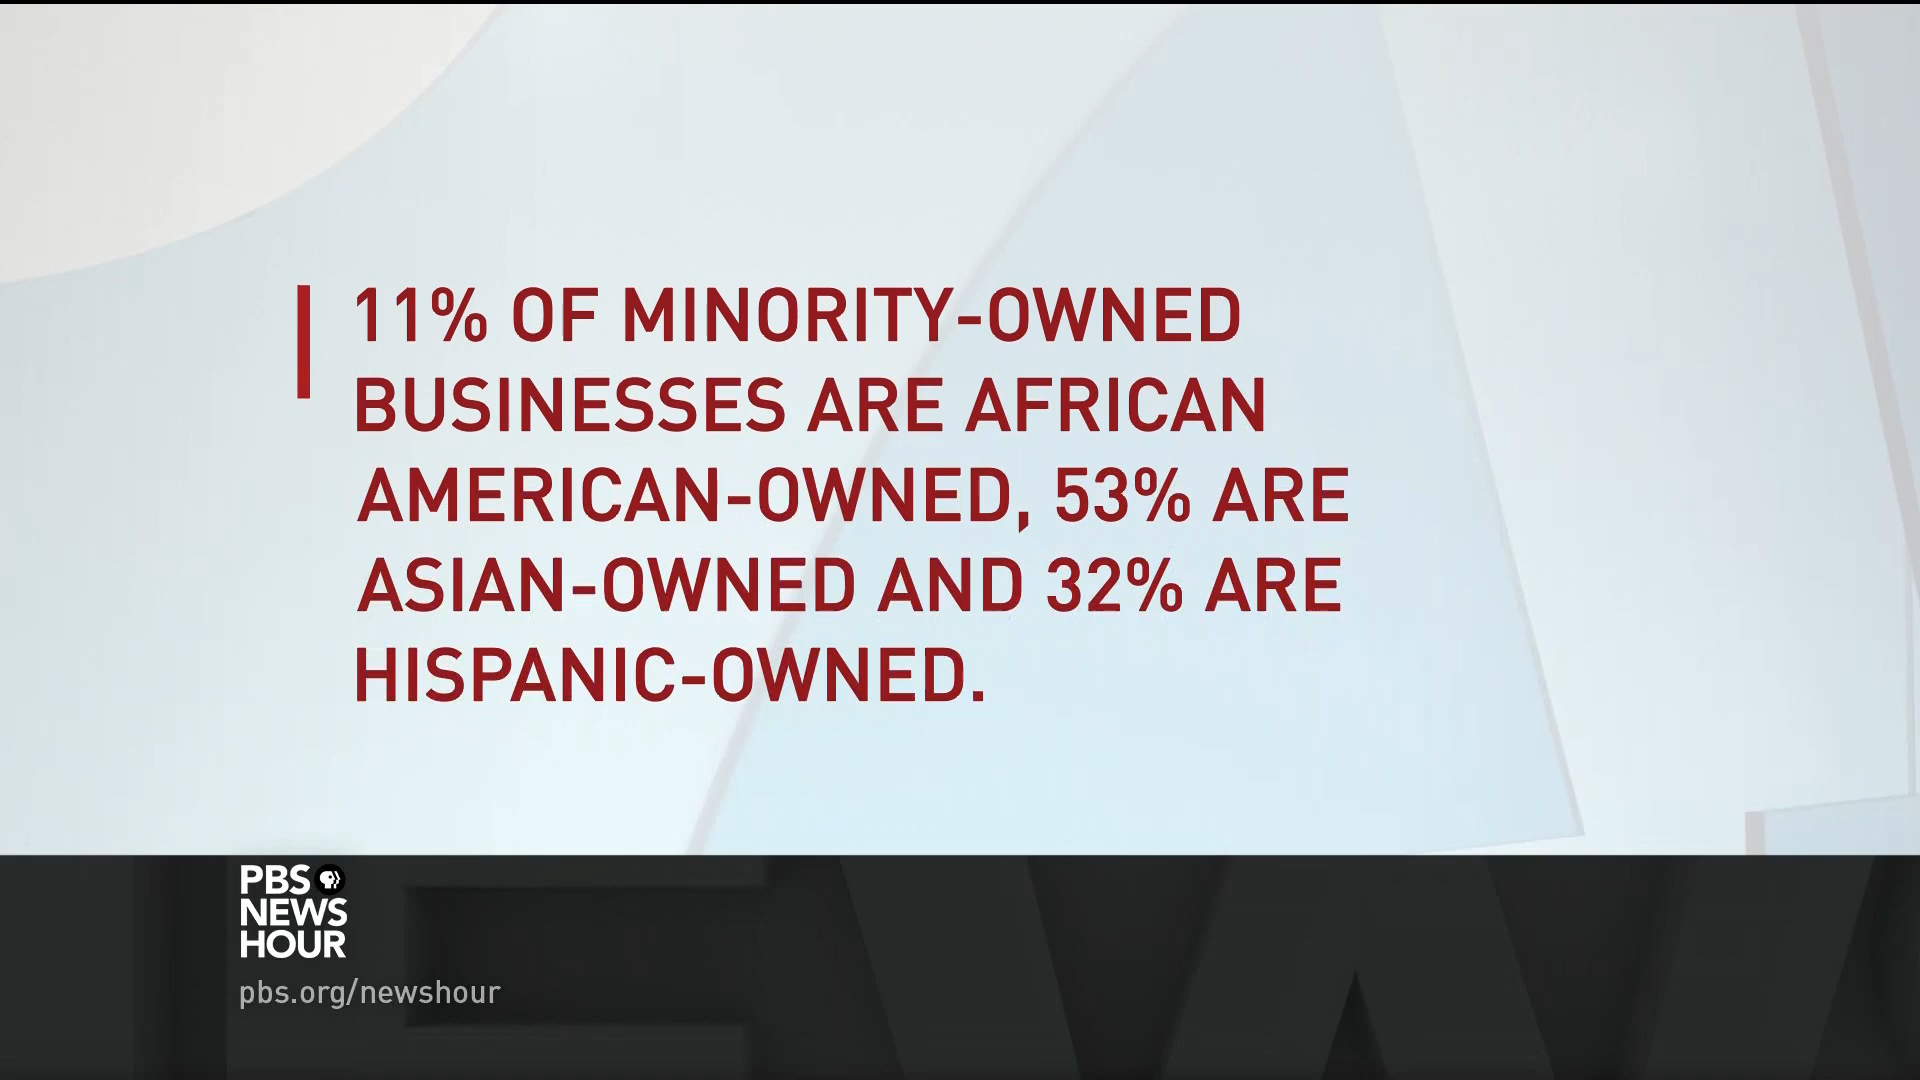 11% OF MINORITY-OWNED
BUSINESSES ARE AFRICAN
AMERICAN-OWNED, 53% ARE
ASIAN-OWNED AND 32% ARE
HISPANIC-OWNED.
PBS
NEWS
HOUR
pbs.org/newshour